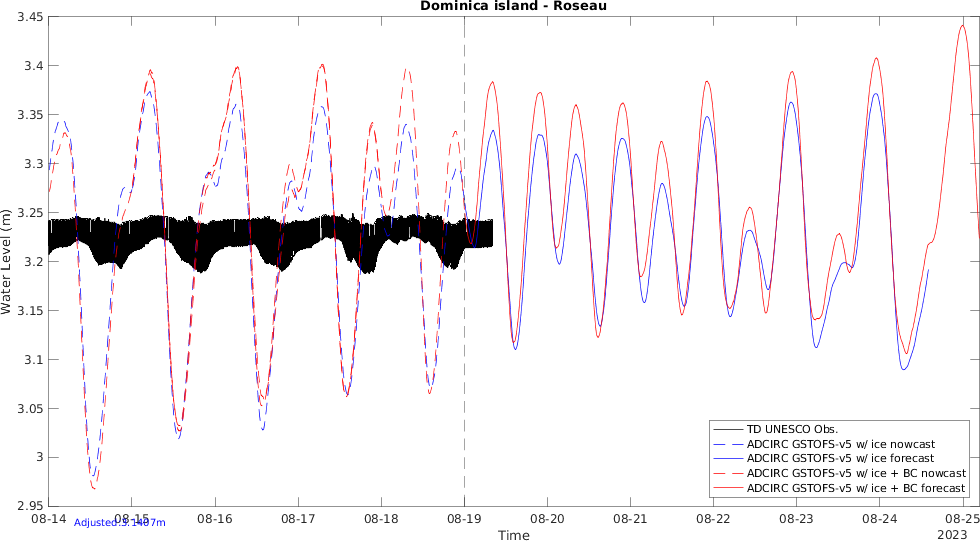 Dominica island - Roseau
Water Level (m)
3.45
3.4
3.35
3.3
3.25
3.2
3.15
3.1
3.05
3
2.95
TD UNESCO Obs.
ADCIRC GSTOFS-v5 w/ ice nowcast
ADCIRC GSTOFS-v5 w/ ice forecast
ADCIRC GSTOFS-v5 w/ ice + BC nowcast
ADCIRC GSTOFS-v5 w/ ice + BC forecast
08-14 08-15 08-16 08-17 08-18 08-19 08-20 08-21 08-22 08-23 08-24 08-25
Time
2023